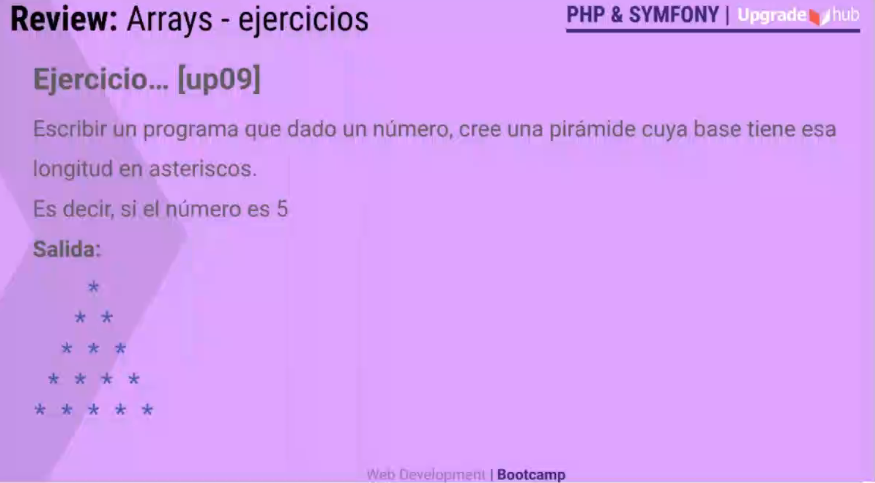 Review: Arrays - ejercicios
PHP & SYMFONY | Upgrade hub
Ejercicio... [up09]
Escribir un programa que dado un número, cree una pirámide cuya base tiene esa
longitud en asteriscos.
Es decir, si el número es 5
Salida:
*
* *
* * *
* * * *
* * * * *
Web Development | Bootcamp